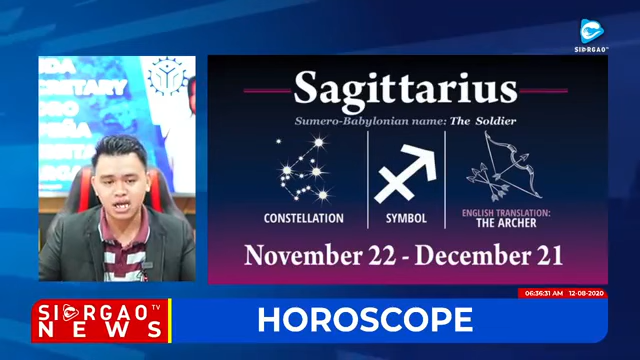 SIARGAO TV
Sagittarius
Sumero-Babylonian name: The Soldier
CONSTELLATION
SYMBOL
ENGLISH TRANSLATION:
THE ARCHER
November 22 - December 21
06:36:31 AM 12-08-2020
SIARGAO TV
NEWS
HOROSCOPE